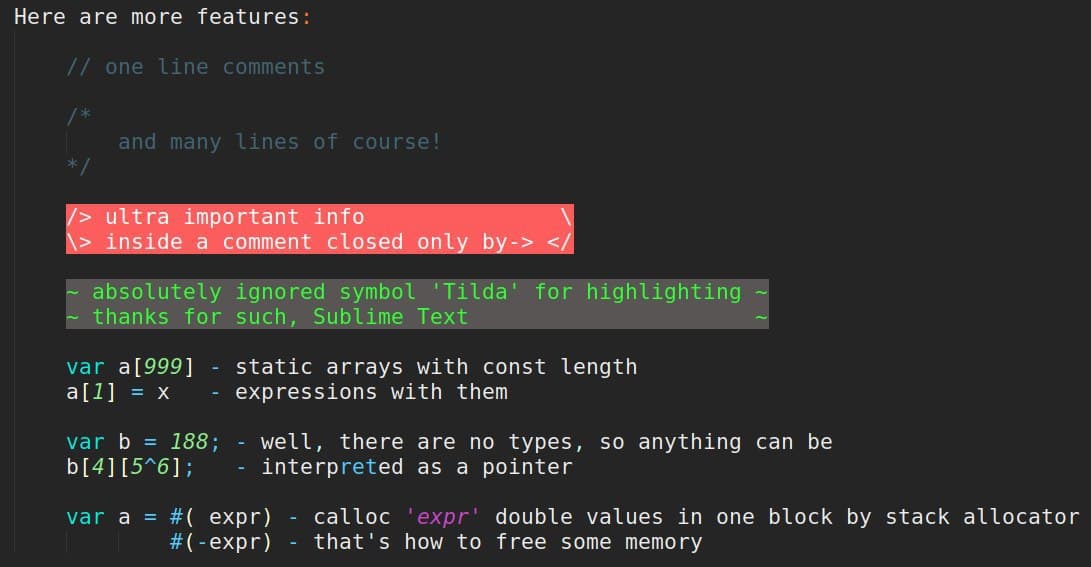 Here are more features:
// one line comments
/*
and many lines of course!
*/
/> ultra important info \
\> inside a comment closed only by-> </
~ absolutely ignored symbol 'Tilda' for highlighting ~
~ thanks for such, Sublime Text ~
var a[999] - static arrays with const length
a[1] = x - expressions with them
var b = 188; - well, there are no types, so anything can be
b[4][5^6]; - interpreted as a pointer
var a = #( expr) - calloc 'expr' double values in one block by stack allocator
#(-expr) - that's how to free some memory